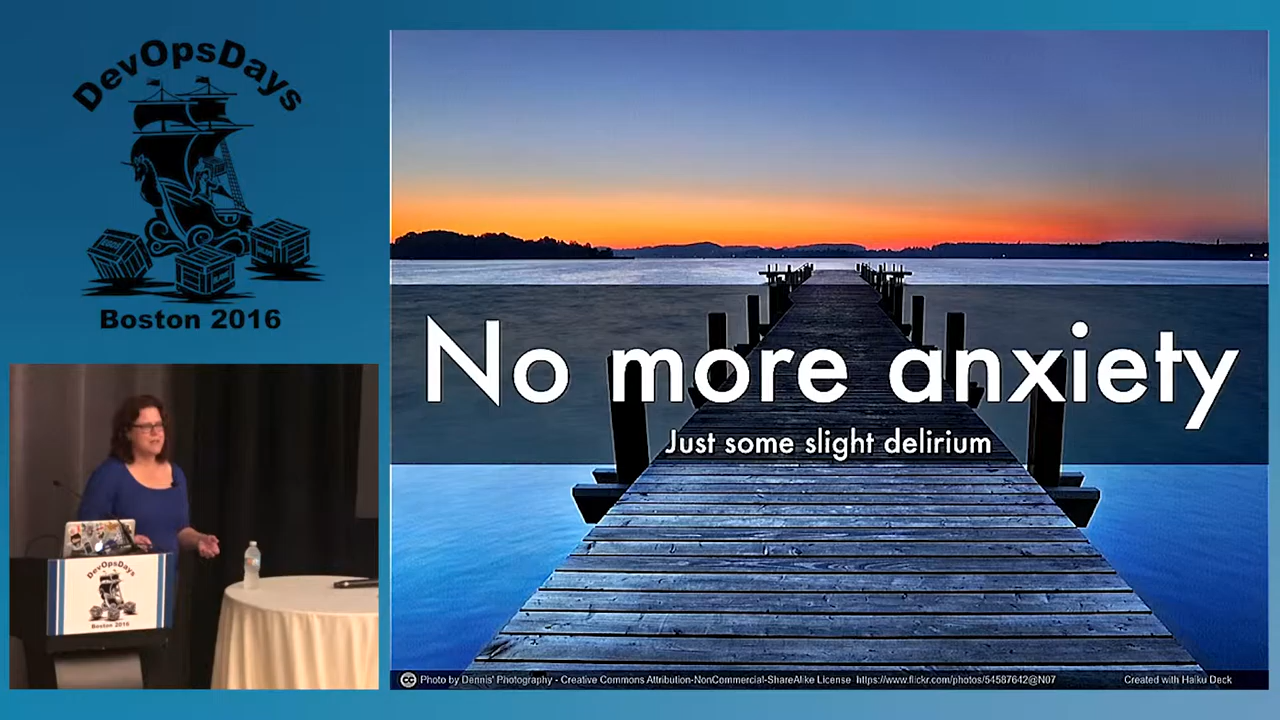 DevOpsDays
Boston 2016
No more anxiety
Just some slight delirium
DevOpsDays
Boston 2016
Photo by Dennis' Photography - Creative Commons Attribution-NonCommercial-ShareAlike License https://www.flickr.com/photos/54587642@N07
Created with Haiku Deck